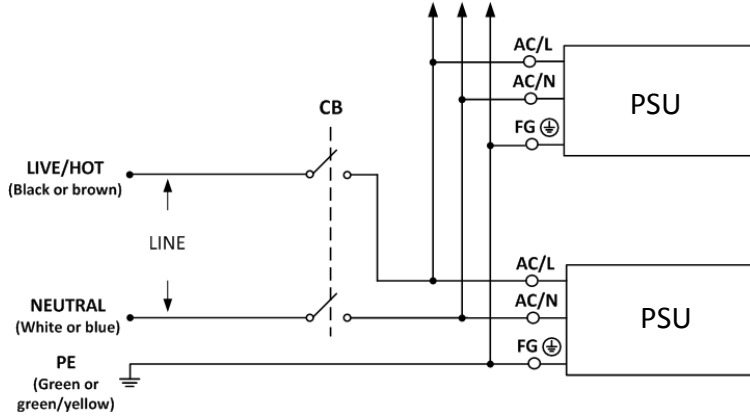 AC/L
AC/N
PSU
FG
CB
LIVE/HOT
(Black or brown)
LINE
NEUTRAL
(White or blue)
PE
(Green or
green/yellow)
AC/L
AC/N
PSU
FG